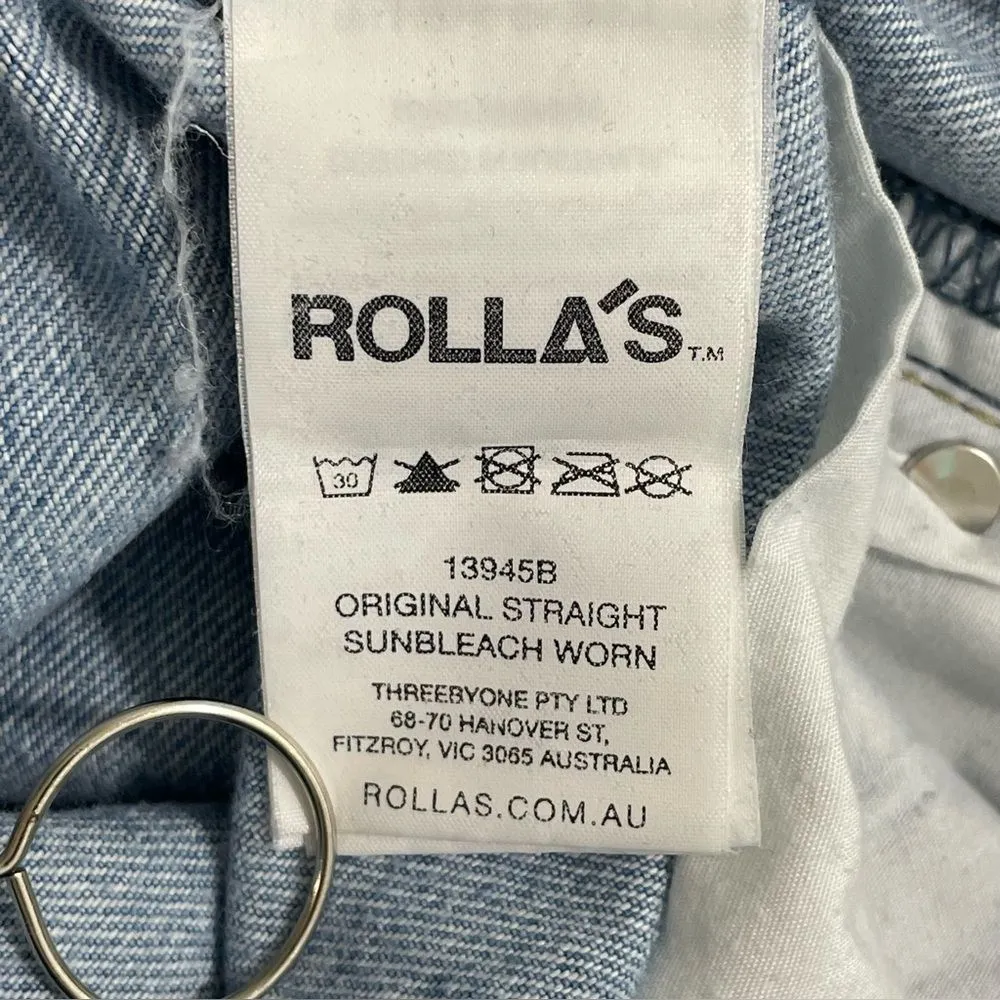 ROLLA'S T.M
30
13945B
ORIGINAL STRAIGHT
SUNBLEACH WORN
THREEBYONE PTY LTD
68-70 HANOVER ST,
FITZROY, VIC 3065 AUSTRALIA
ROLLAS.COM.AU